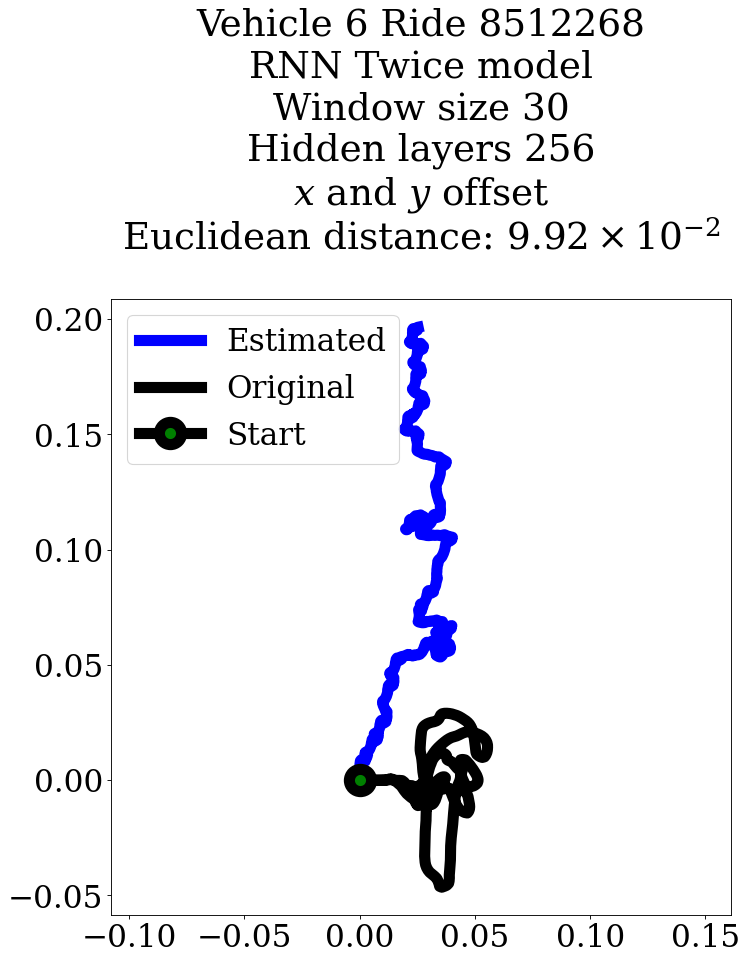 Vehicle 6 Ride 8512268
RNN Twice model
Window size 30
Hidden layers 256
x and y offset
Euclidean distance: 9.92 × 10⁻²
Estimated
Original
Start
0.20
0.15
0.10
0.05
0.00
−0.05
−0.10 −0.05 0.00 0.05 0.10 0.15